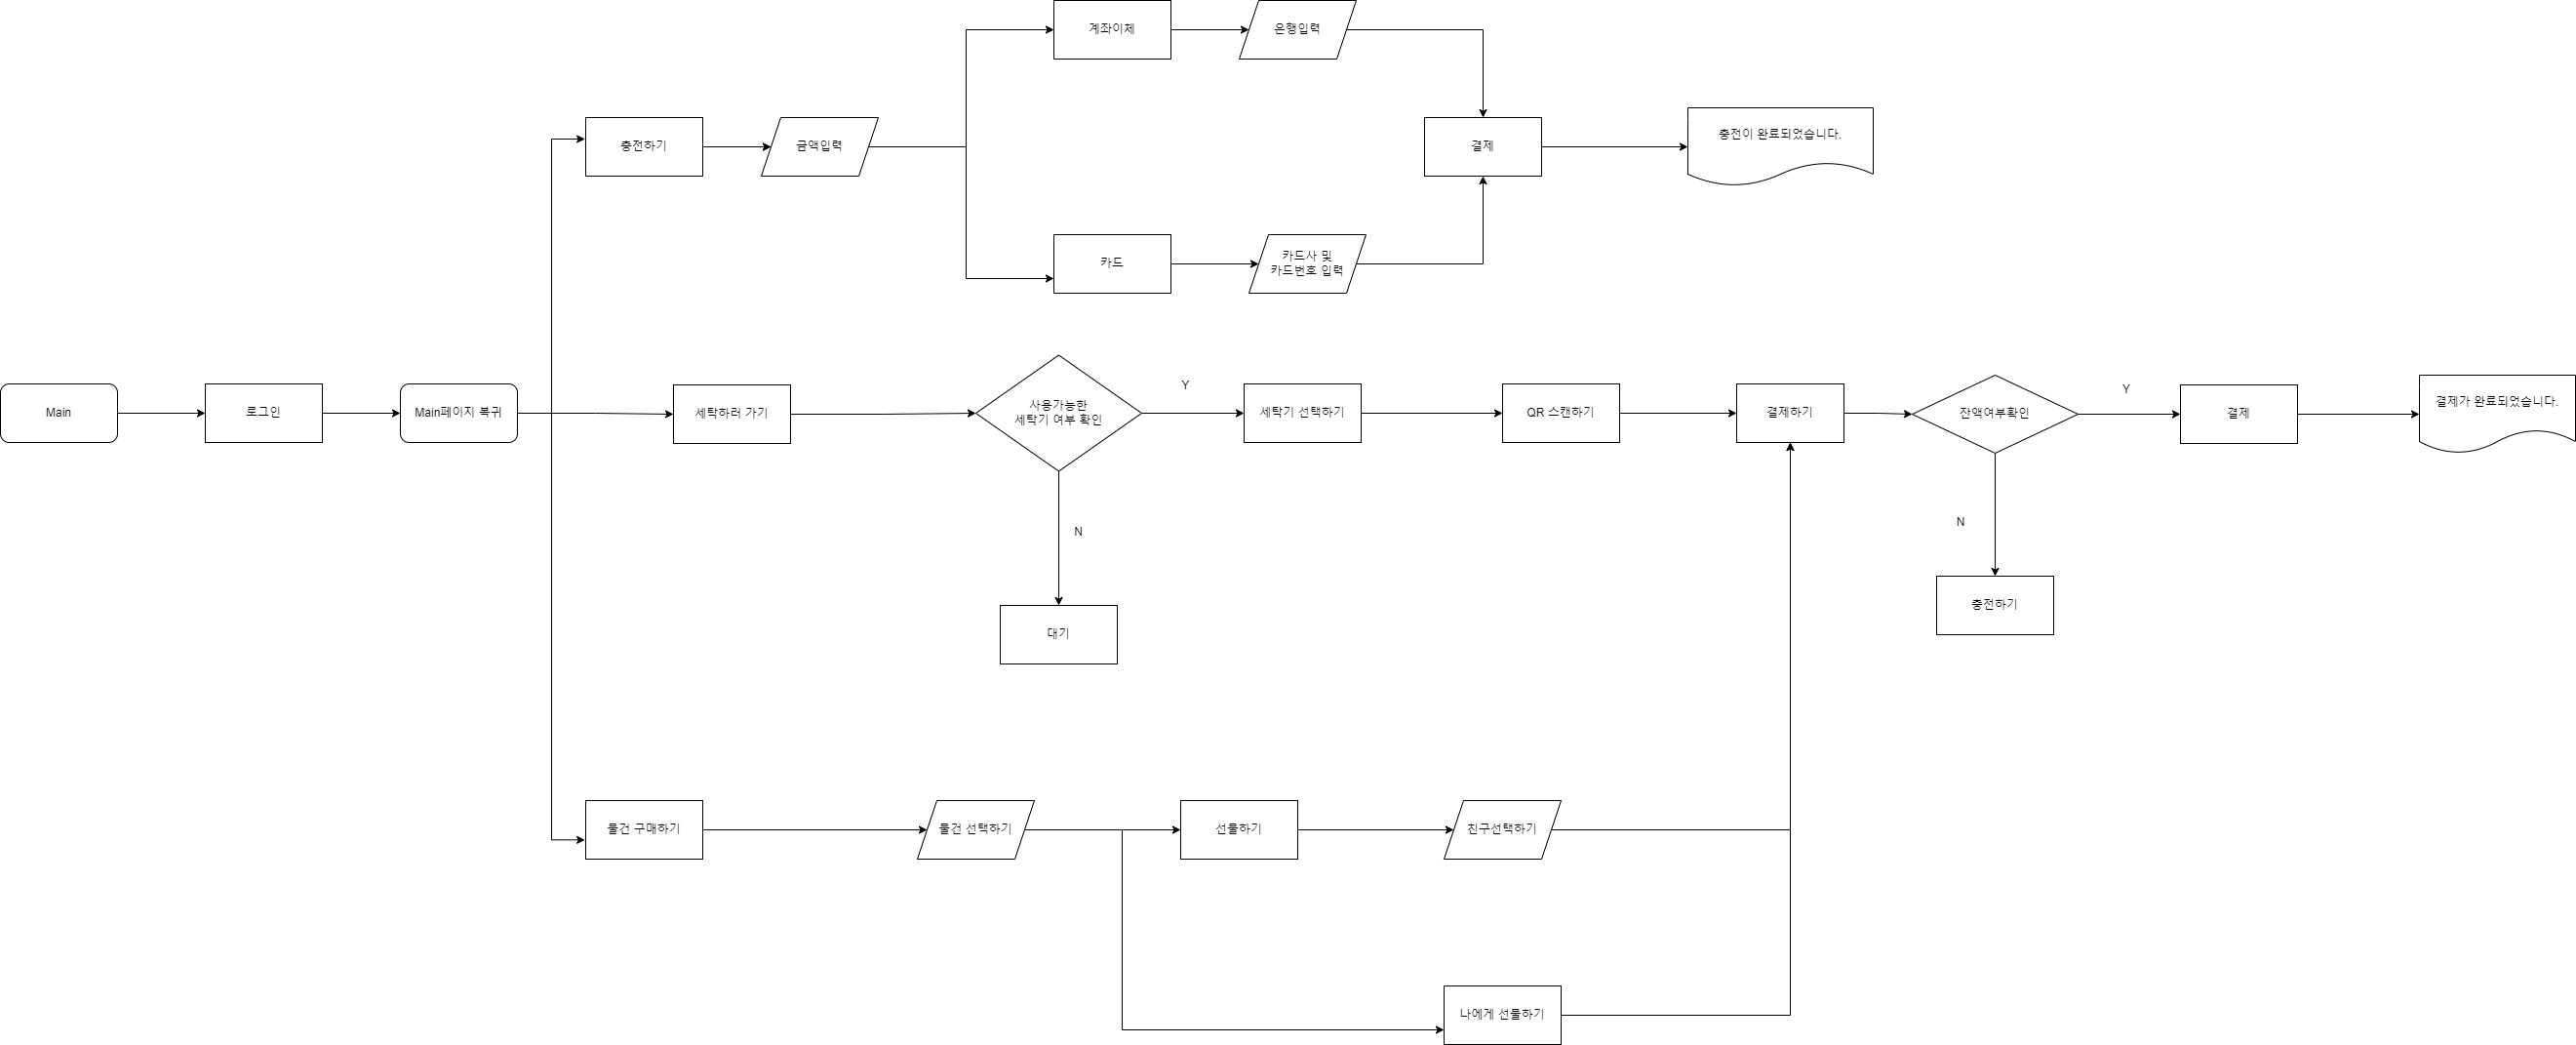 계좌이체
은행입력
충전하기
금액입력
결제
충전이 완료되었습니다.
카드
카드사 및
카드번호 입력
Main
로그인
Main페이지 복귀
세탁하러 가기
사용가능한
세탁기 여부 확인
Y
세탁기 선택하기
QR 스캔하기
결제하기
잔액여부확인
Y
결제
결제가 완료되었습니다.
N
N
대기
충전하기
물건 구매하기
물건 선택하기
선물하기
친구선택하기
나에게 선물하기